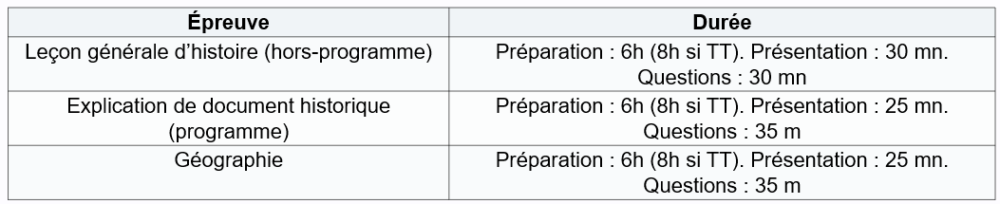 Épreuve
Durée
Leçon générale d’histoire (hors-programme)
Préparation : 6h (8h si TT). Présentation : 30 mn.
Questions : 30 mn
Explication de document historique
(programme)
Préparation : 6h (8h si TT). Présentation : 25 mn.
Questions : 35 m
Géographie
Préparation : 6h (8h si TT). Présentation : 25 mn.
Questions : 35 m